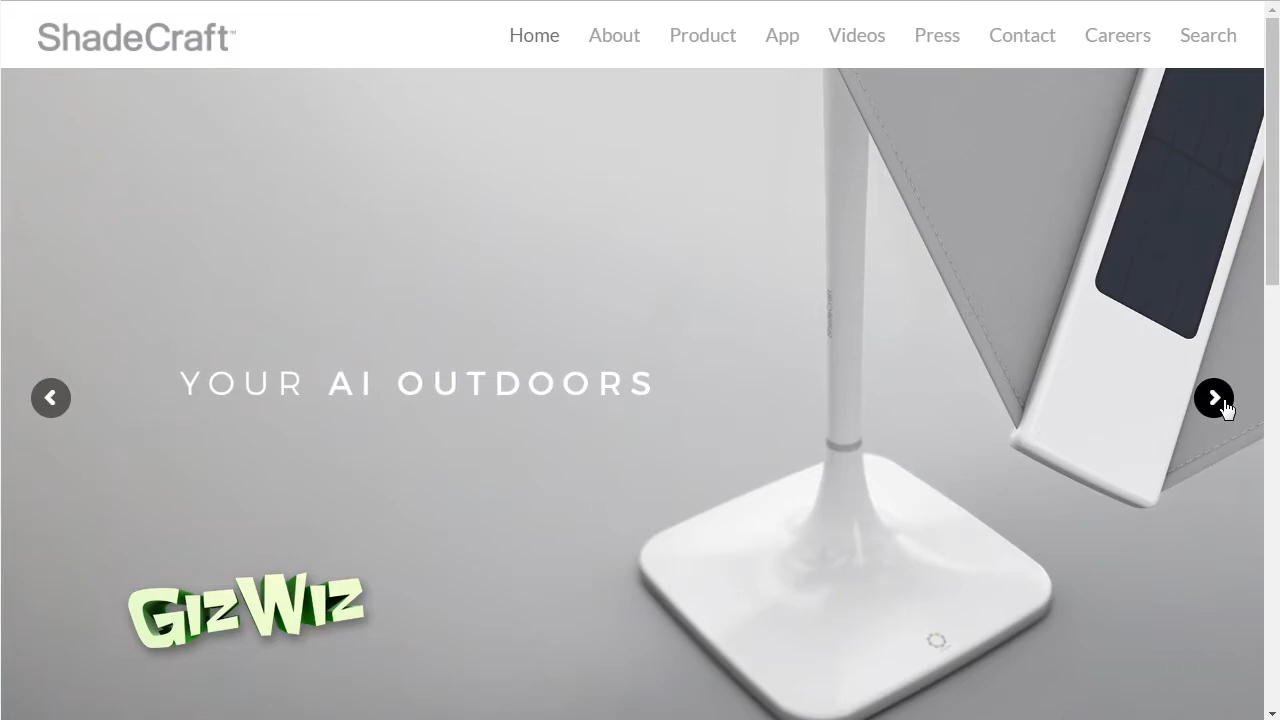 ShadeCraft™
Home About Product App Videos Press Contact Careers Search
YOUR AI OUTDOORS
GizWiz